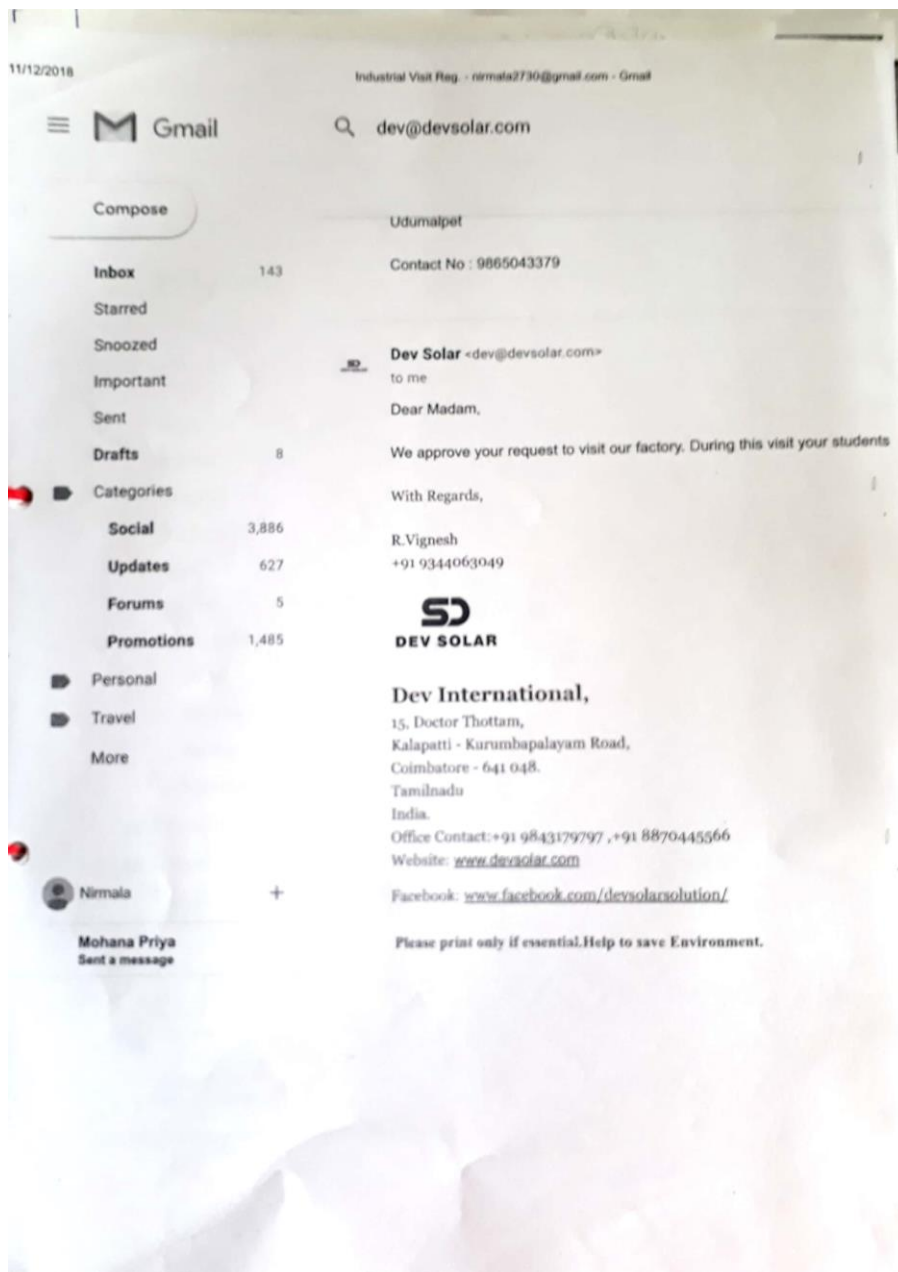 11/12/2018
Industrial Visit Reg. - nirmala2730@gmail.com - Gmail
Gmail
dev@devsolar.com
Compose
Udumalpet
Inbox 143
Contact No : 9865043379
Starred
Snoozed
Important
Sent
Drafts 8
Categories
Social 3,886
Updates 627
Forums 5
Promotions 1,485
Personal
Travel
More
Nirmala +
Mohana Priya
Sent a message
Dev Solar <dev@devsolar.com>
to me
Dear Madam,
We approve your request to visit our factory. During this visit your students
With Regards,
R.Vignesh
+91 9344063049
SD
DEV SOLAR
Dev International,
15, Doctor Thottam,
Kalapatti - Kurumbapalayam Road,
Coimbatore - 641 048.
Tamilnadu
India.
Office Contact:+91 9843179797 ,+91 8870445566
Website: www.devsolar.com
Facebook: www.facebook.com/devsolarsolution/
Please print only if essential.Help to save Environment.